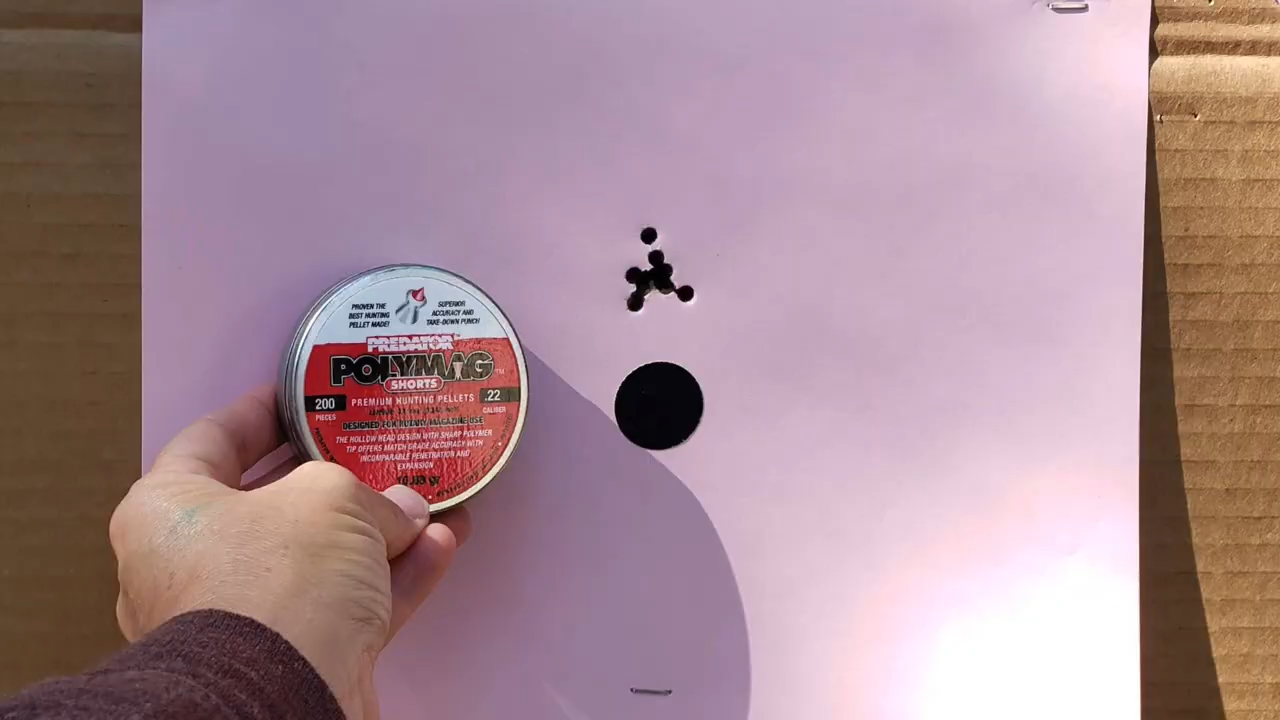 PROVEN THE
BEST HUNTING
PELLET MADE!
SUPERIOR
ACCURACY AND
TAKE-DOWN PUNCH
PREDATOR
POLYMAG™
SHORTS
200
PIECES
PREMIUM HUNTING PELLETS
.22
CALIBER
DESIGNED FOR ROTARY MAGAZINE USE
THE HOLLOW HEAD DESIGN WITH SHARP POLYMER
TIP OFFERS MATCH GRADE ACCURACY WITH
INCOMPARABLE PENETRATION AND
EXPANSION